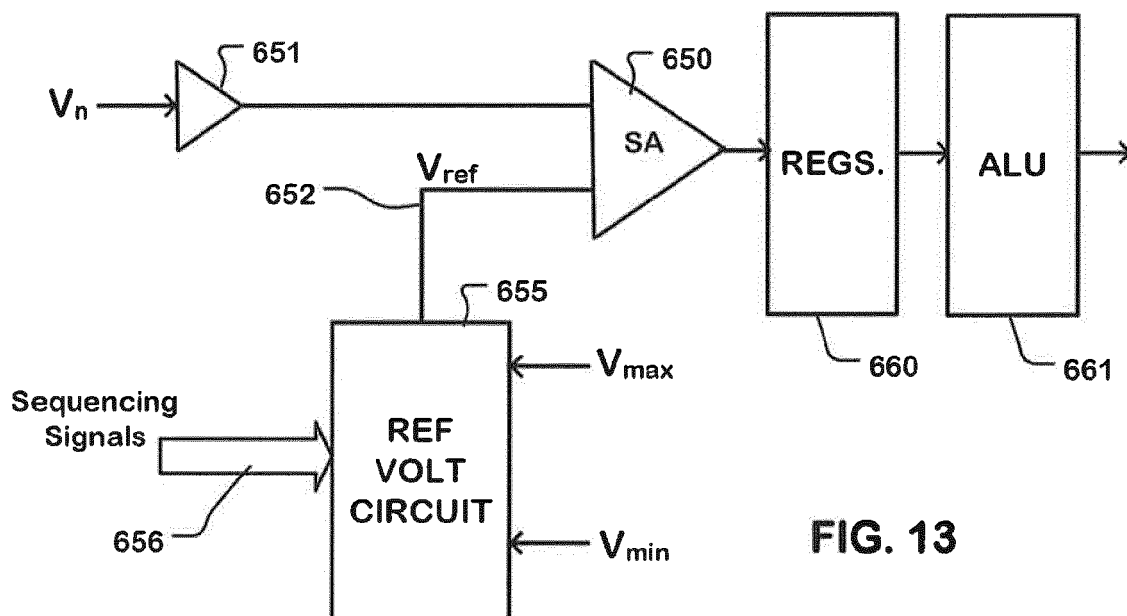 651
650
Vn
SA
REGS.
ALU
Vref
652
655
Vmax
660
661
Sequencing
Signals
REF
VOLT
CIRCUIT
656
Vmin
FIG. 13